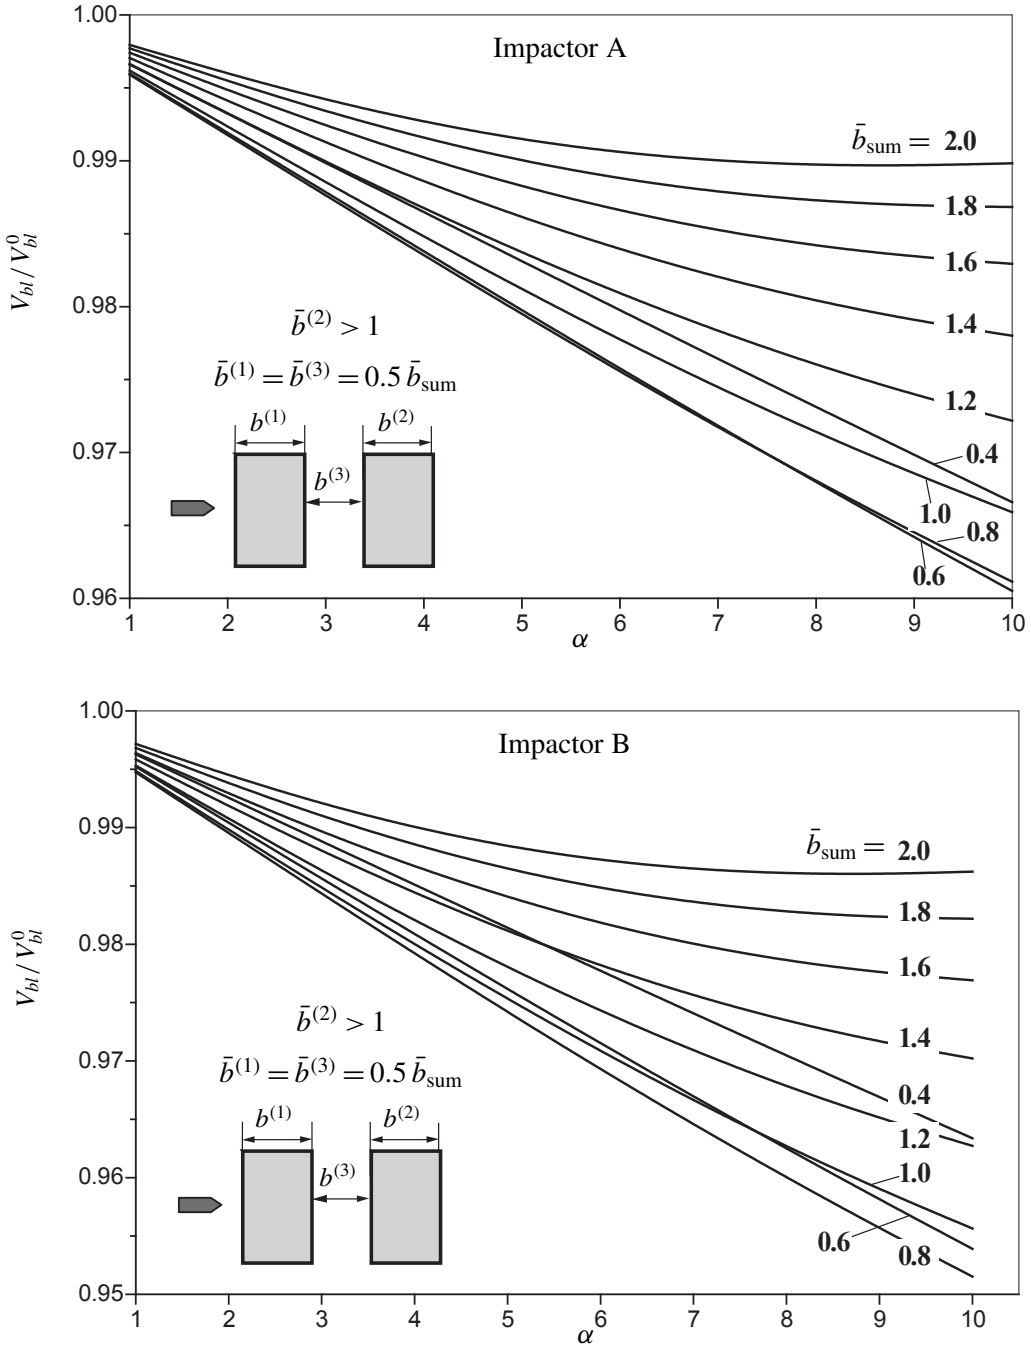 1.00
Impactor A
b̄sum = 2.0
0.99
1.8
1.6
Vbl / V⁰bl
0.98
b̄⁽²⁾ > 1
1.4
b̄⁽¹⁾ = b̄⁽³⁾ = 0.5 b̄sum
1.2
b⁽¹⁾ b⁽²⁾
0.97
0.4
b⁽³⁾
1.0
0.8
0.6
0.96
1 2 3 4 5 6 7 8 9 10
α
1.00
Impactor B
0.99
b̄sum = 2.0
1.8
Vbl / V⁰bl
0.98
1.6
b̄⁽²⁾ > 1
1.4
0.97
b̄⁽¹⁾ = b̄⁽³⁾ = 0.5 b̄sum
0.4
b⁽¹⁾ b⁽²⁾
1.2
0.96
b⁽³⁾
1.0
0.6
0.8
0.95
1 2 3 4 5 6 7 8 9 10
α